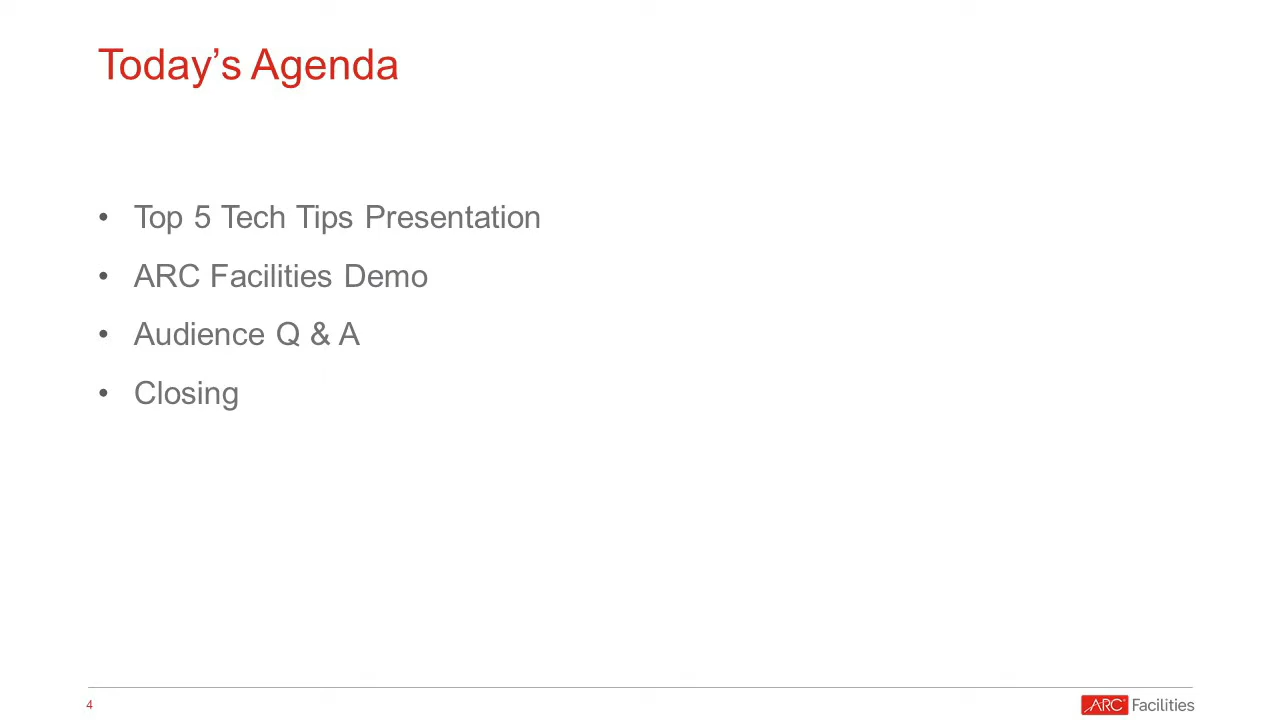 Today’s Agenda
• Top 5 Tech Tips Presentation
• ARC Facilities Demo
• Audience Q & A
• Closing
4
ARC Facilities